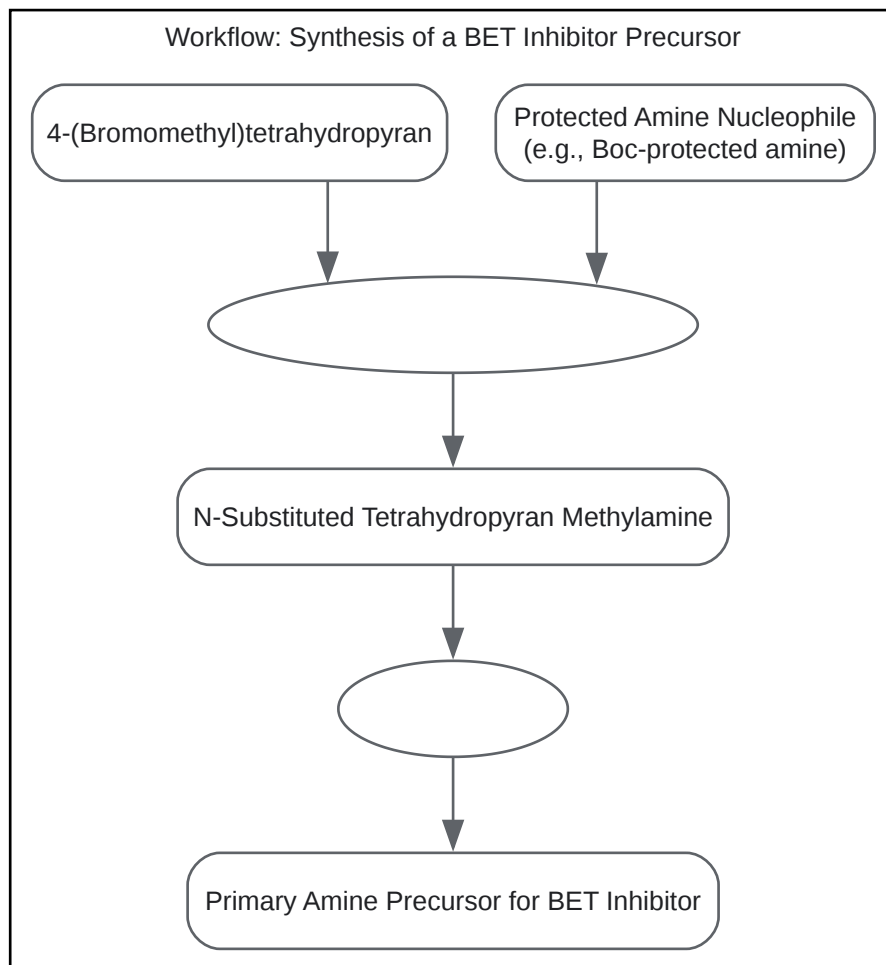 Workflow: Synthesis of a BET Inhibitor Precursor
4-(Bromomethyl)tetrahydropyran
Protected Amine Nucleophile
(e.g., Boc-protected amine)
N-Substituted Tetrahydropyran Methylamine
Primary Amine Precursor for BET Inhibitor